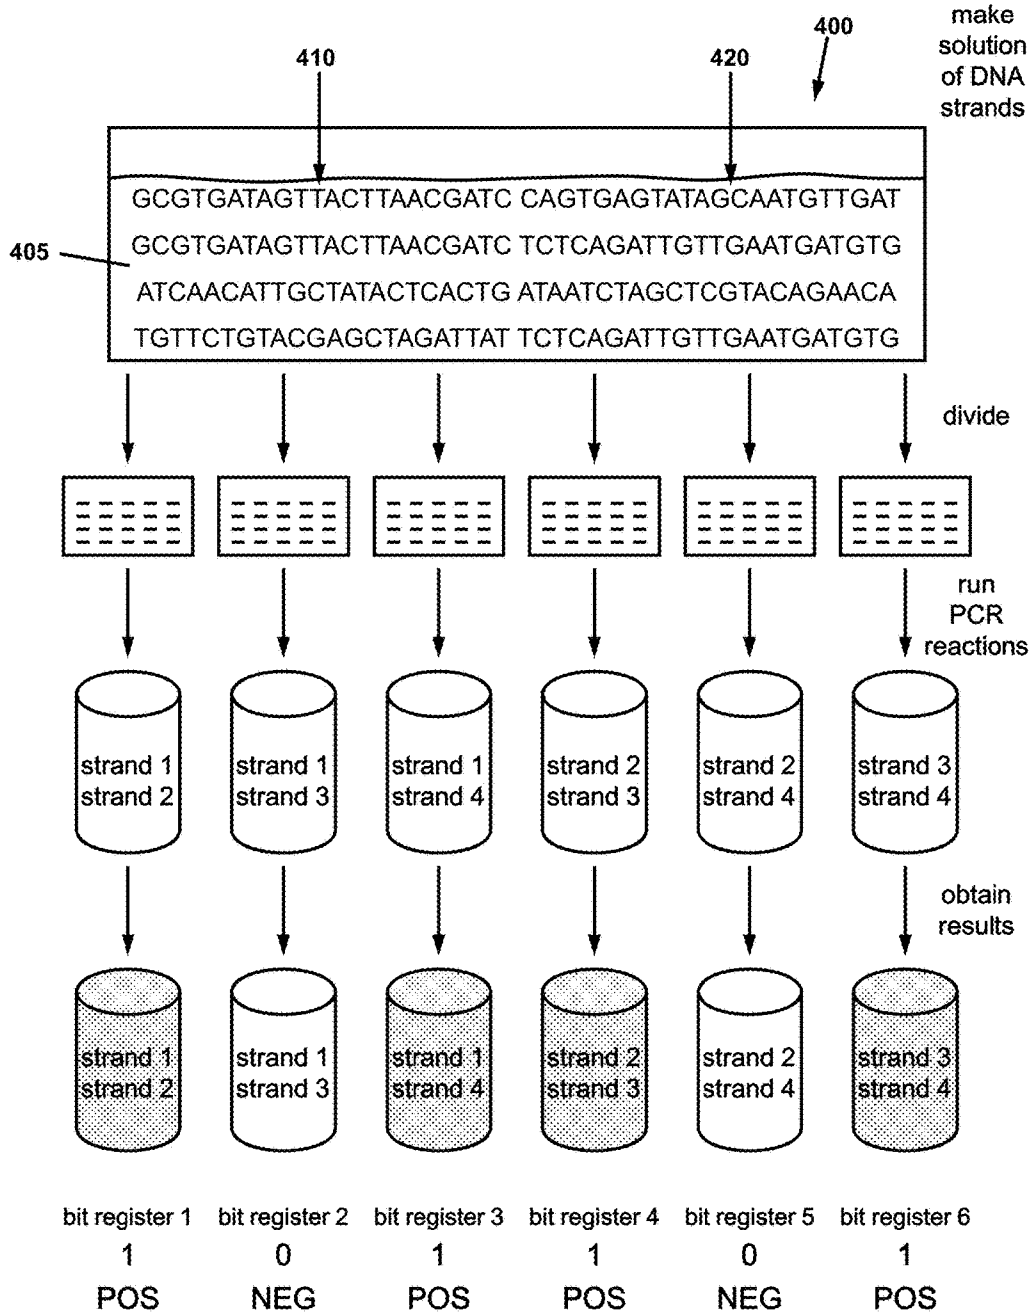 make
solution
of DNA
strands
400
410
420
GCGTGATAGTTACTTAACGATC CAGTGAGTATAGCAATGTTGAT
405
GCGTGATAGTTACTTAACGATC TCTCAGATTGTTGAATGATGTG
ATCAACATTGCTATACTCACTG ATAATCTAGCTCGTACAGAACA
TGTTCTGTACGAGCTAGATTAT TCTCAGATTGTTGAATGATGTG
divide
run
PCR
reactions
strand 1 strand 1 strand 1 strand 2 strand 2 strand 3
strand 2 strand 3 strand 4 strand 3 strand 4 strand 4
obtain
results
strand 1 strand 1 strand 1 strand 2 strand 2 strand 3
strand 2 strand 3 strand 4 strand 3 strand 4 strand 4
bit register 1 bit register 2 bit register 3 bit register 4 bit register 5 bit register 6
1 0 1 1 0 1
POS NEG POS POS NEG POS